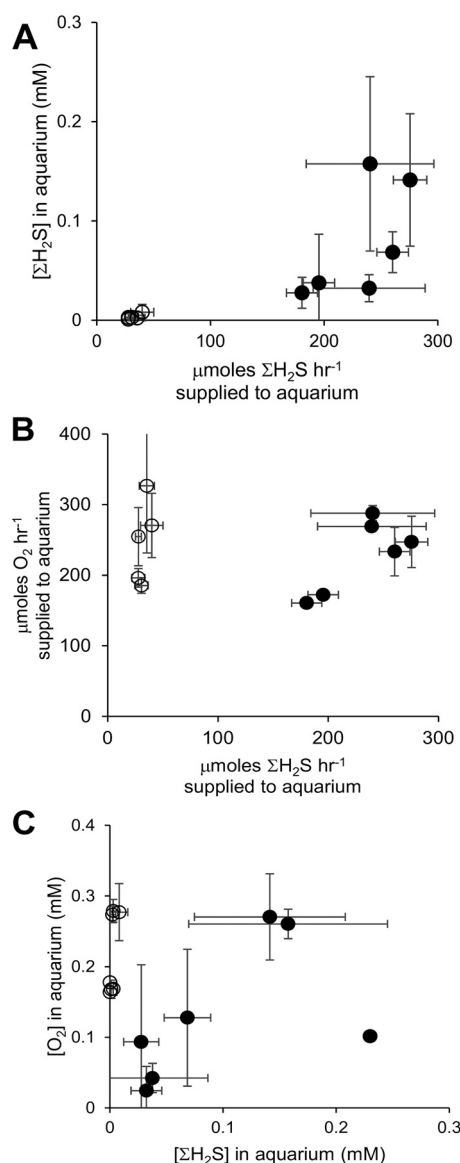 A
0.3
0.2
0.1
0
[ΣH₂S] in aquarium (mM)
0 100 200 300
μmoles ΣH₂S hr⁻¹
supplied to aquarium
B
400
300
200
100
0
μmoles O₂ hr⁻¹
supplied to aquarium
0 100 200 300
μmoles ΣH₂S hr⁻¹
supplied to aquarium
C
0.4
0.3
0.2
0.1
0
[O₂] in aquarium (mM)
0 0.1 0.2 0.3
[ΣH₂S] in aquarium (mM)